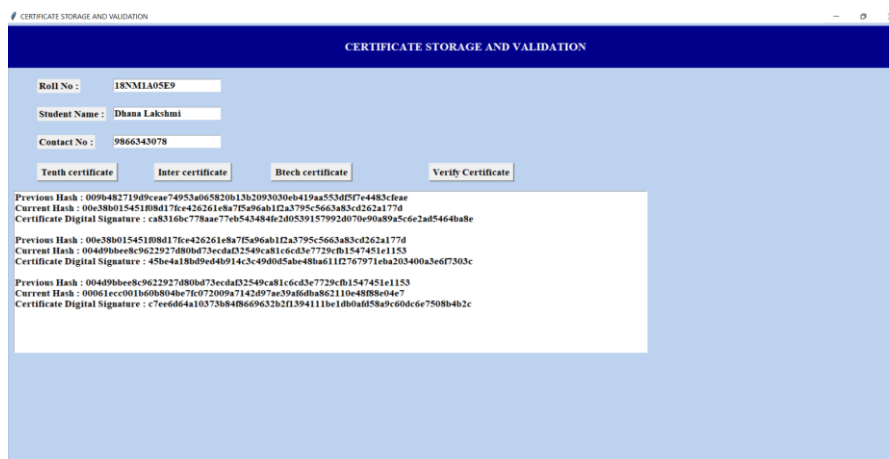 CERTIFICATE STORAGE AND VALIDATION
CERTIFICATE STORAGE AND VALIDATION
Roll No : 18NM1A05E9
Student Name : Dhana Lakshmi
Contact No : 9866343078
Tenth certificate Inter certificate Btech certificate Verify Certificate
Previous Hash : 009b482719d9ceae74953a065820b13b2093030eb419aa553df5f7e4483cfeae
Current Hash : 00e38b015451f08d17fce426261e8a7f5a96ab1f2a3795c5663a83cd262a177d
Certificate Digital Signature : ca8316bc778aae77eb543484fe2d0539157992d070e90a89a5c6e2ad5464ba8e
Previous Hash : 00e38b015451f08d17fce426261e8a7f5a96ab1f2a3795c5663a83cd262a177d
Current Hash : 004d9bbee8c9622927d80bd73ecdaf32549ca81c6cd3e7729cfb1547451e1153
Certificate Digital Signature : 45be4a18bd9ed4b914c3c49d0d5abe48ba611f2767971eba203400a3e6f7303c
Previous Hash : 004d9bbee8c9622927d80bd73ecdaf32549ca81c6cd3e7729cfb1547451e1153
Current Hash : 00061ecc001b60b804be7fc072009a7142d97ae39af6dba862110e48f88e04e7
Certificate Digital Signature : c7ee6d64a10373b84f8669632b2f1394111be1db0afd58a9c60dc6e7508b4b2c